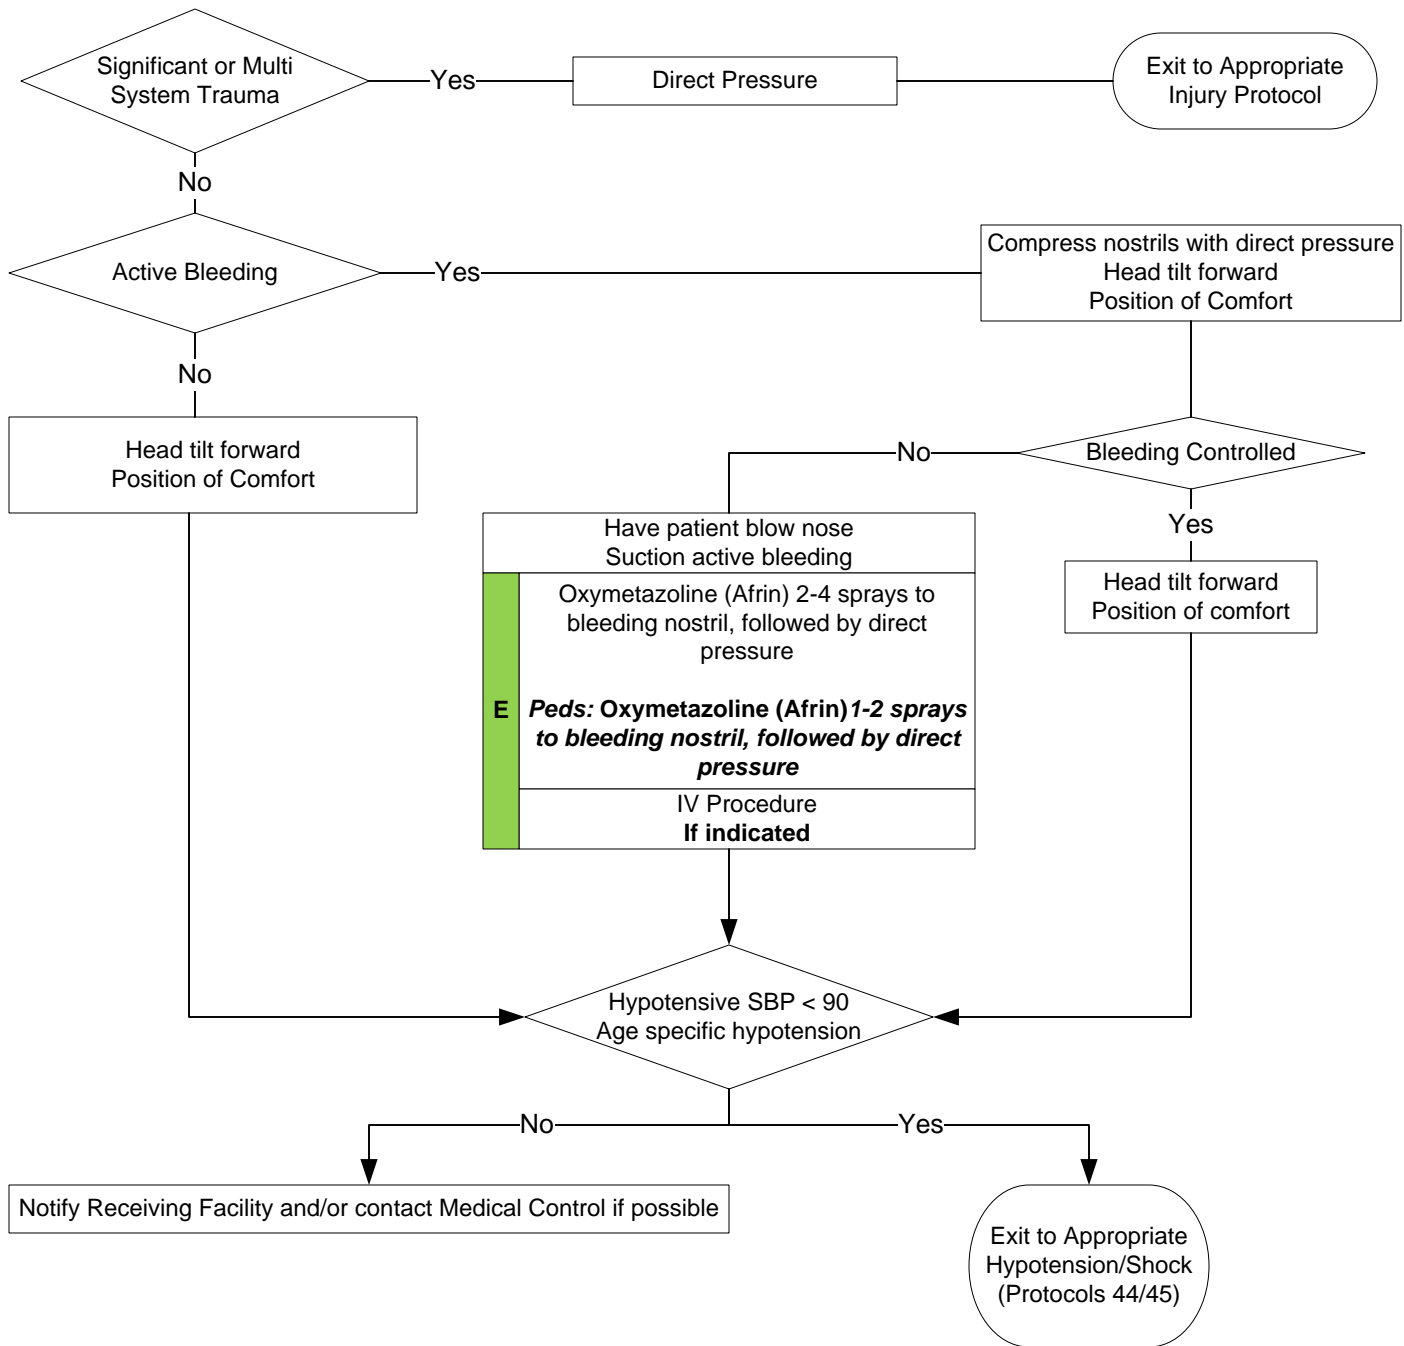 Significant or Multi
System Trauma
Yes
Direct Pressure
Exit to Appropriate
Injury Protocol
No
Active Bleeding
Yes
Compress nostrils with direct pressure
Head tilt forward
Position of Comfort
No
Head tilt forward
Position of Comfort
Bleeding Controlled
No
Yes
Have patient blow nose
Suction active bleeding
Head tilt forward
Position of comfort
E
Oxymetazoline (Afrin) 2-4 sprays to
bleeding nostril, followed by direct
pressure
Peds: Oxymetazoline (Afrin)1-2 sprays
to bleeding nostril, followed by direct
pressure
IV Procedure
If indicated
Hypotensive SBP < 90
Age specific hypotension
No
Yes
Notify Receiving Facility and/or contact Medical Control if possible
Exit to Appropriate
Hypotension/Shock
(Protocols 44/45)